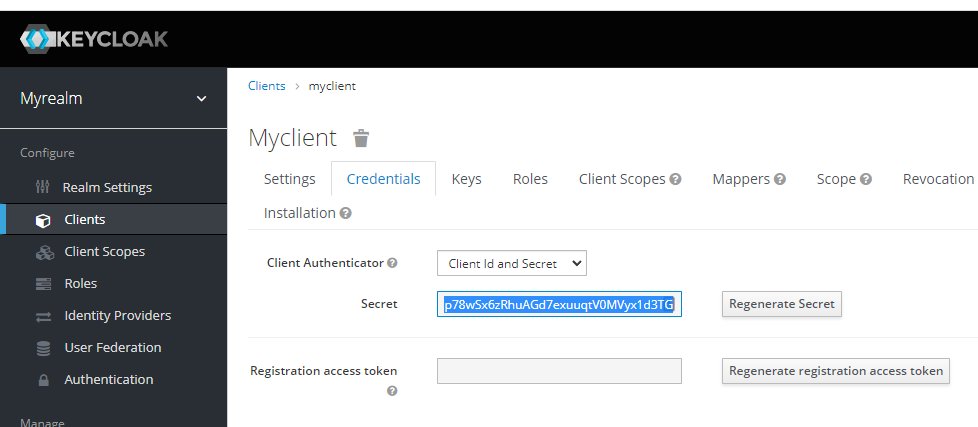 KEYCLOAK
Myrealm
Configure
Realm Settings
Clients
Client Scopes
Roles
Identity Providers
User Federation
Authentication
Manage
Clients > myclient
Myclient
Settings Credentials Keys Roles Client Scopes ? Mappers ? Scope ? Revocation
Installation ?
Client Authenticator ? Client Id and Secret
Secret p78wSx6zRhuAGd7exuuqtV0MVyx1d3TG Regenerate Secret
Registration access token ? Regenerate registration access token